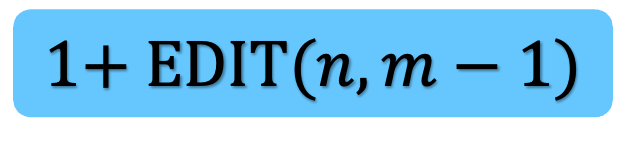 1+ EDIT(n, m − 1)